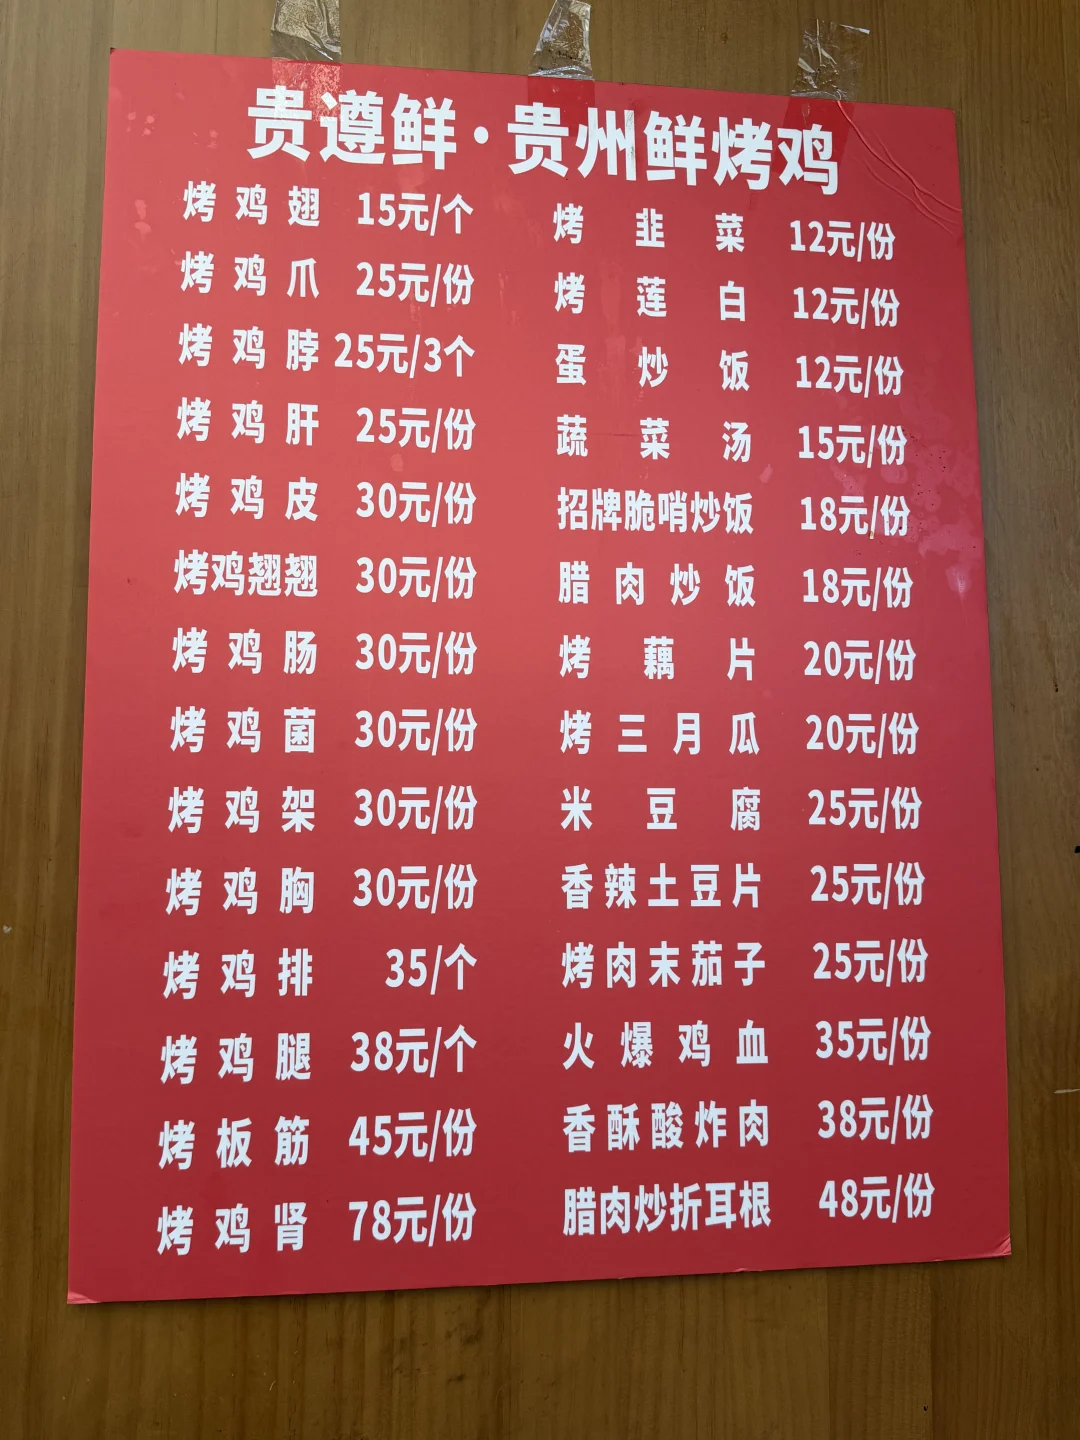 贵遵鲜·贵州鲜烤鸡
烤鸡翅 15元/个
烤鸡爪 25元/份
烤鸡脖 25元/3个
烤鸡肝 25元/份
烤鸡皮 30元/份
烤鸡翘翘 30元/份
烤鸡肠 30元/份
烤鸡菌 30元/份
烤鸡架 30元/份
烤鸡胸 30元/份
烤鸡排 35/个
烤鸡腿 38元/个
烤板筋 45元/份
烤鸡肾 78元/份
烤韭菜 12元/份
烤莲白 12元/份
蛋炒饭 12元/份
蔬菜汤 15元/份
招牌脆哨炒饭 18元/份
腊肉炒饭 18元/份
烤藕片 20元/份
烤三月瓜 20元/份
米豆腐 25元/份
香辣土豆片 25元/份
烤肉末茄子 25元/份
火爆鸡血 35元/份
香酥酸炸肉 38元/份
腊肉炒折耳根 48元/份